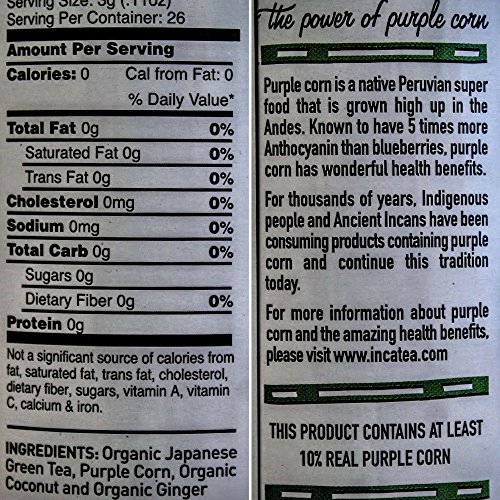 Serving Size: 3g (.11oz)
Serving Per Container: 26
Amount Per Serving
Calories: 0 Cal from Fat: 0
% Daily Value*
Total Fat 0g 0%
Saturated Fat 0g 0%
Trans Fat 0g 0%
Cholesterol 0mg 0%
Sodium 0mg 0%
Total Carb 0g 0%
Sugars 0g
Dietary Fiber 0g 0%
Protein 0g
Not a significant source of calories from
fat, saturated fat, trans fat, cholesterol,
dietary fiber, sugars, vitamin A, vitamin
C, calcium & iron.
INGREDIENTS: Organic Japanese
Green Tea, Purple Corn, Organic
Coconut and Organic Ginger
the power of purple corn
Purple corn is a native Peruvian super
food that is grown high up in the
Andes. Known to have 5 times more
Anthocyanin than blueberries, purple
corn has wonderful health benefits.
For thousands of years, Indigenous
people and Ancient Incans have been
consuming products containing purple
corn and continue this tradition
today.
For more information about purple
corn and the amazing health benefits,
please visit www.incatea.com
THIS PRODUCT CONTAINS AT LEAST
10% REAL PURPLE CORN